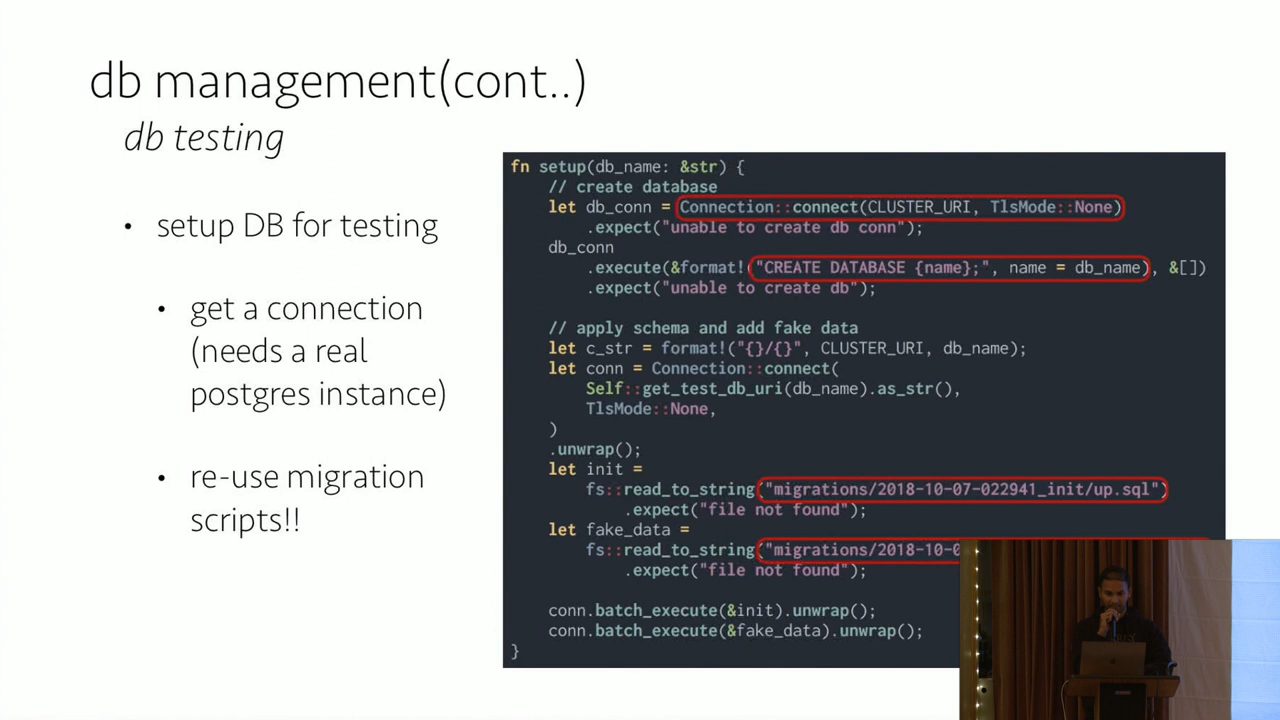 db management(cont..)
db testing
• setup DB for testing
• get a connection
(needs a real
postgres instance)
• re-use migration
scripts!!
fn setup(db_name: &str) {
    // create database
    let db_conn = Connection::connect(CLUSTER_URI, TlsMode::None)
        .expect("unable to create db conn");
    db_conn
        .execute(&format!("CREATE DATABASE {name};", name = db_name), &[])
        .expect("unable to create db");
    // apply schema and add fake data
    let c_str = format!("{}/{}", CLUSTER_URI, db_name);
    let conn = Connection::connect(
        Self::get_test_db_uri(db_name).as_str(),
        TlsMode::None,
    )
    .unwrap();
    let init =
        fs::read_to_string("migrations/2018-10-07-022941_init/up.sql")
            .expect("file not found");
    let fake_data =
        fs::read_to_string("migrations/2018-10-0
            .expect("file not found");
    conn.batch_execute(&init).unwrap();
    conn.batch_execute(&fake_data).unwrap();
}